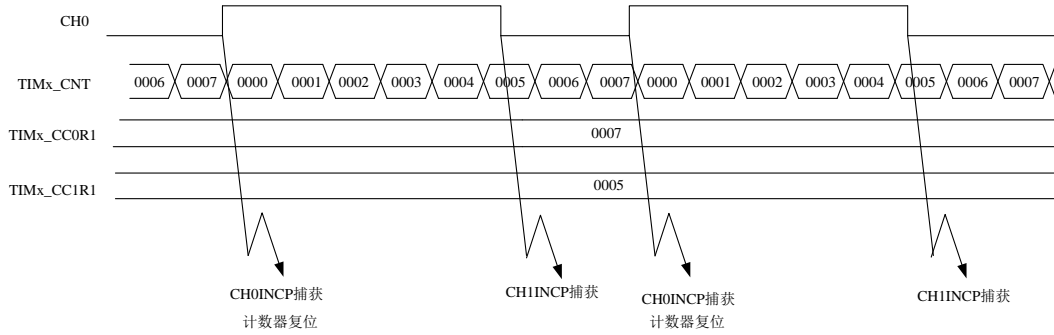 CH0
TIMx_CNT 0006 0007 0000 0001 0002 0003 0004 0005 0006 0007 0000 0001 0002 0003 0004 0005 0006 0007
TIMx_CC0R1 0007
TIMx_CC1R1 0005
CH0INCP捕获 CH1INCP捕获 CH0INCP捕获 CH1INCP捕获
计数器复位 计数器复位